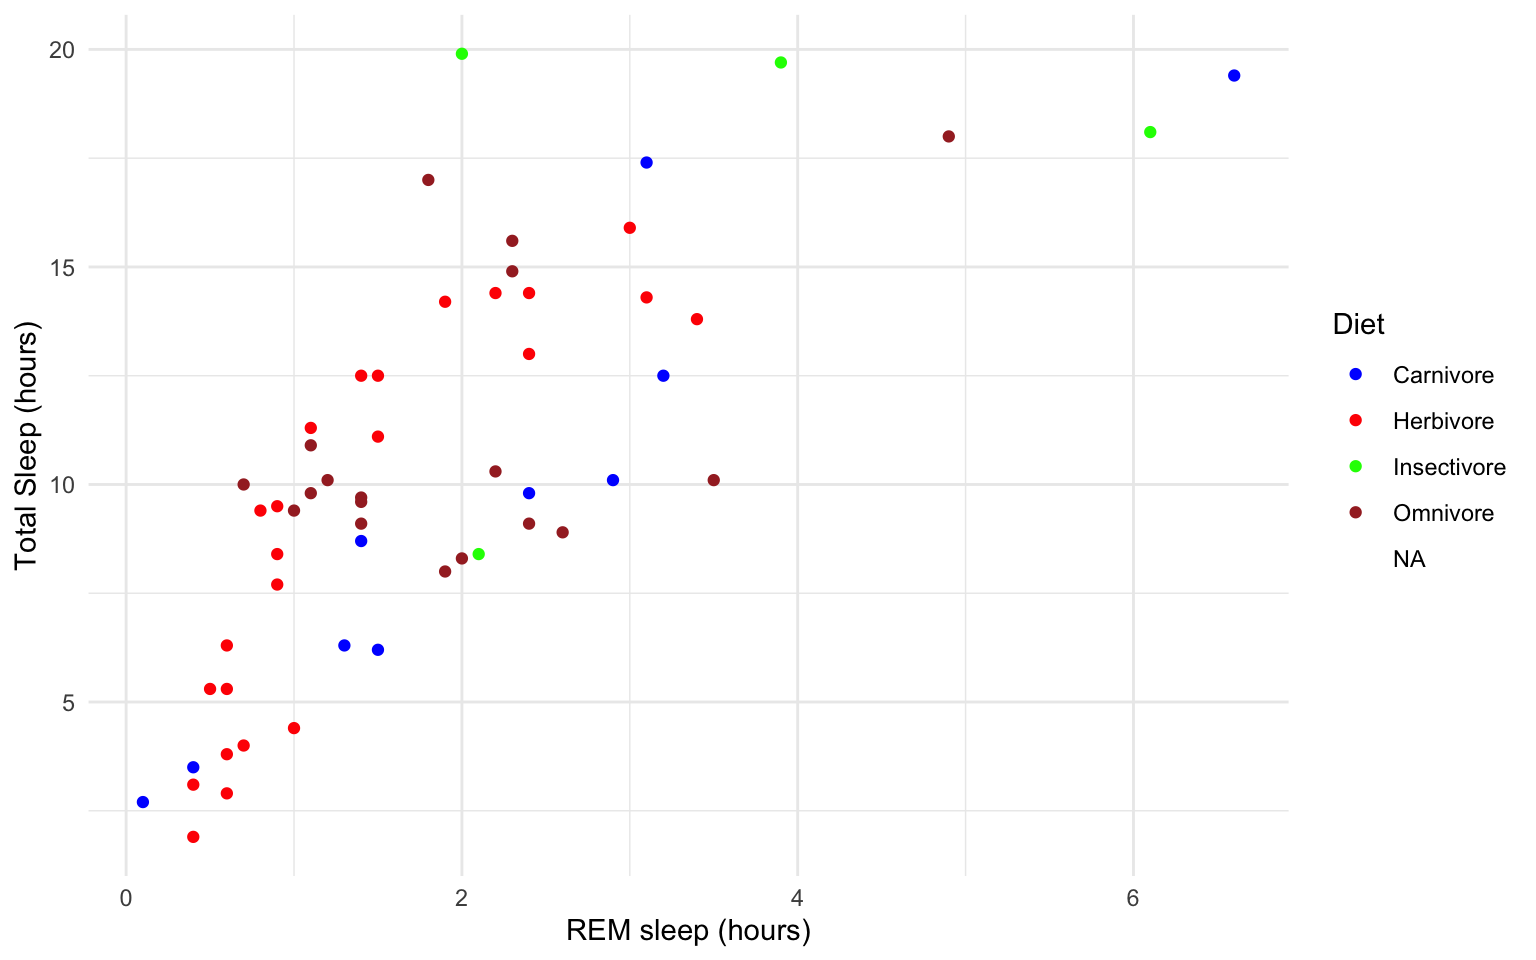 20
15
10
5
Total Sleep (hours)
0
2
4
6
REM sleep (hours)
Diet
Carnivore
Herbivore
Insectivore
Omnivore
NA